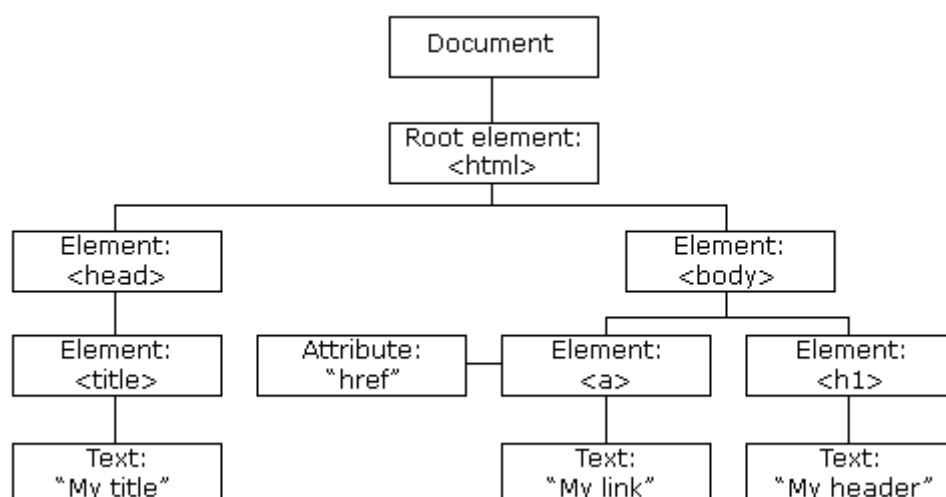 Document
Root element:
<html>
Element:
<head>
Element:
<body>
Element:
<title>
Attribute:
“href”
Element:
<a>
Element:
<h1>
Text:
“My title”
Text:
“My link”
Text:
“My header”